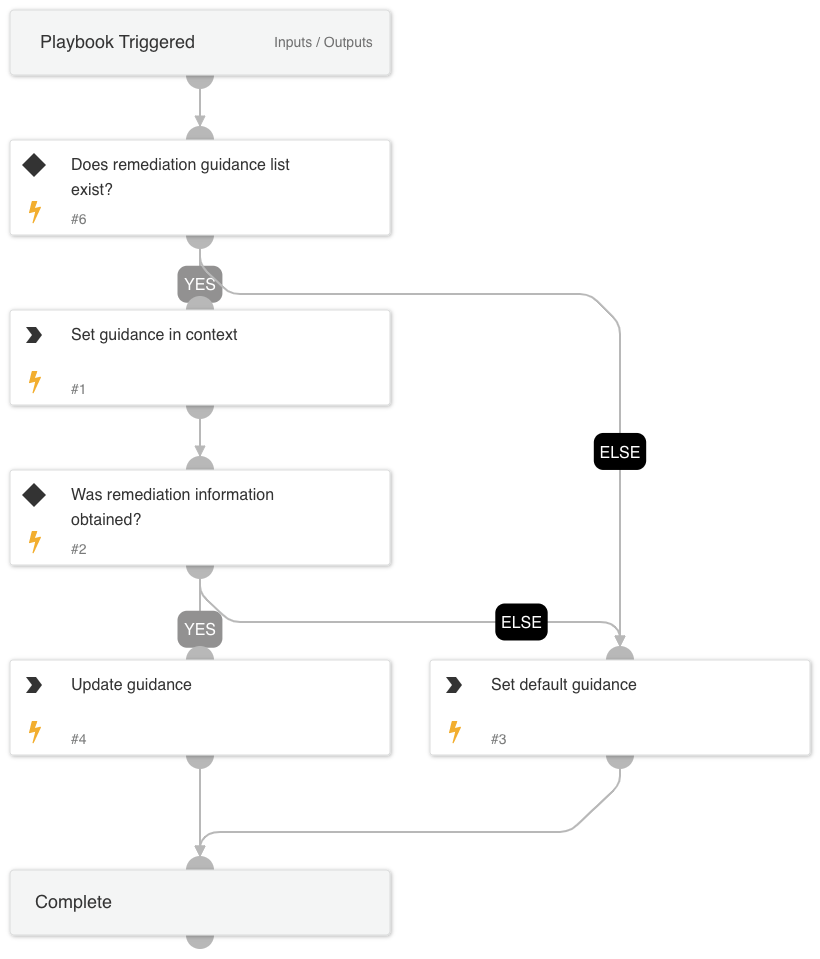 Playbook Triggered
Inputs / Outputs
Does remediation guidance list
exist?
#6
YES
Set guidance in context
#1
ELSE
Was remediation information
obtained?
#2
YES
ELSE
Update guidance
#4
Set default guidance
#3
Complete